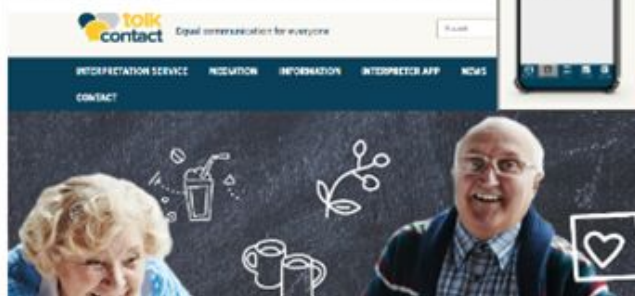 tolk
contact
Equal communication for everyone
INTERPRETATION SERVICE MEDIATION INFORMATION INTERPRETER APP NEWS
CONTACT